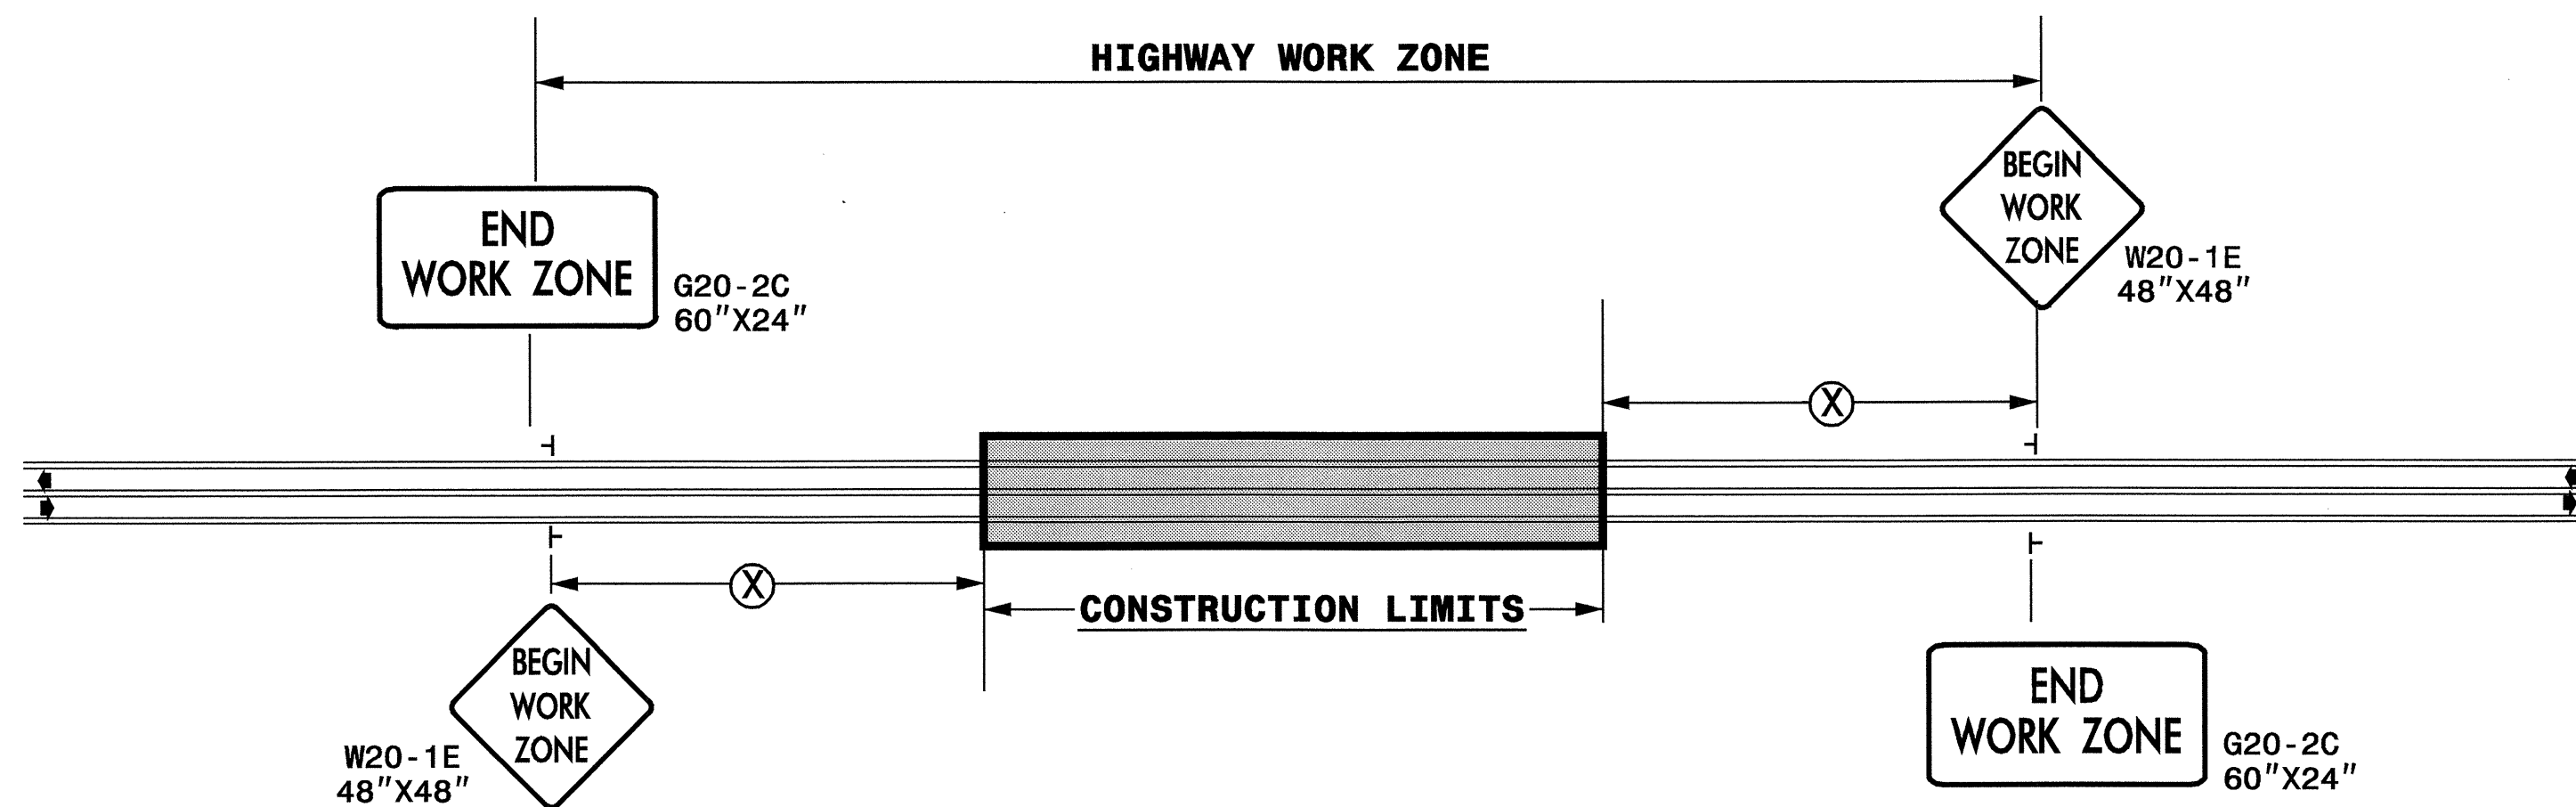 HIGHWAY WORK ZONE
END
WORK ZONE
G20-2C
60"X24"
BEGIN
WORK
ZONE
W20-1E
48"X48"
X
X
CONSTRUCTION LIMITS
BEGIN
WORK
ZONE
W20-1E
48"X48"
END
WORK ZONE
G20-2C
60"X24"